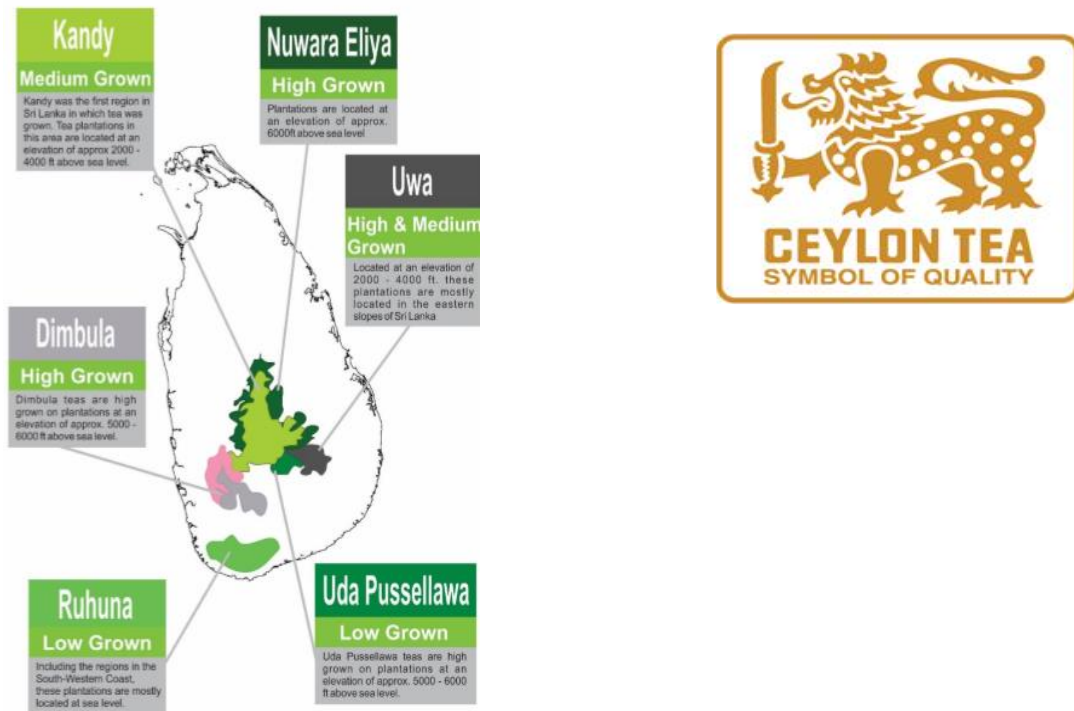 Kandy
Medium Grown
Kandy was the first region in
Sri Lanka in which tea was
grown. Tea plantations in
this area are located at an
elevation of approx 2000 -
4000 ft above sea level.
Nuwara Eliya
High Grown
Plantations are located at
an elevation of approx.
6000ft above sea level
Uwa
High & Medium
Grown
Located at an elevation of
2000 - 4000 ft. these
plantations are mostly
located in the eastern
slopes of Sri Lanka
Dimbula
High Grown
Dimbula teas are high
grown on plantations at an
elevation of approx. 5000 -
6000 ft above sea level.
Ruhuna
Low Grown
Including the regions in the
South-Western Coast,
these plantations are mostly
located at sea level.
Uda Pussellawa
Low Grown
Uda Pussellawa teas are high
grown on plantations at an
elevation of approx. 5000 - 6000
ft above sea level.
CEYLON TEA
SYMBOL OF QUALITY